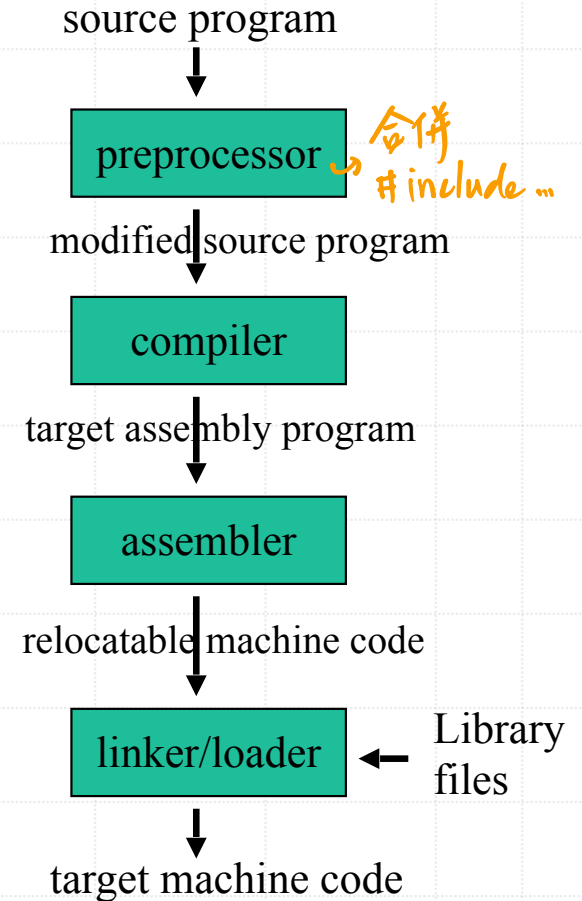 source program
preprocessor
合併
#include ...
modified source program
compiler
target assembly program
assembler
relocatable machine code
linker/loader
Library
files
target machine code